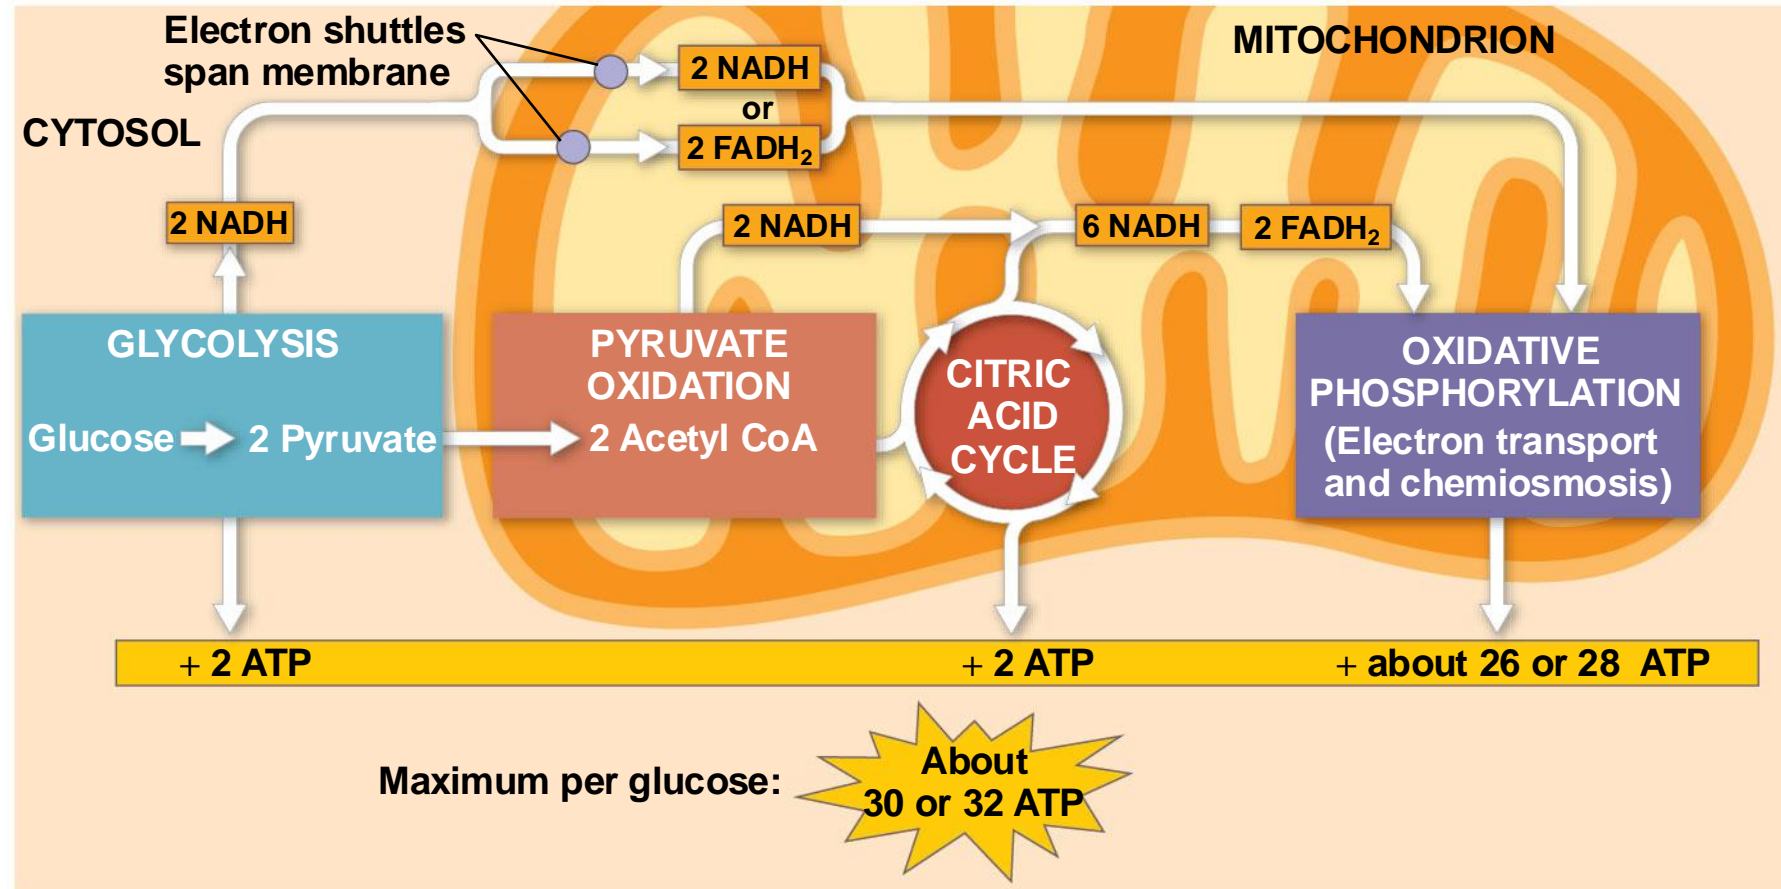 Electron shuttles
span membrane
MITOCHONDRION
2 NADH
or
2 FADH₂
CYTOSOL
2 NADH
2 NADH
6 NADH
2 FADH₂
GLYCOLYSIS
Glucose
2 Pyruvate
PYRUVATE
OXIDATION
2 Acetyl CoA
CITRIC
ACID
CYCLE
OXIDATIVE
PHOSPHORYLATION
(Electron transport
and chemiosmosis)
+ 2 ATP
+ 2 ATP
+ about 26 or 28 ATP
Maximum per glucose:
About
30 or 32 ATP